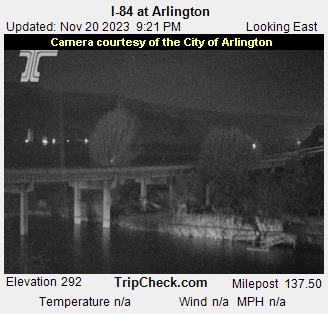 I-84 at Arlington
Updated: Nov 20 2023 9:21 PM Looking East
Camera courtesy of the City of Arlington
Elevation 292 TripCheck.com Milepost 137.50
Temperature n/a Wind n/a MPH n/a